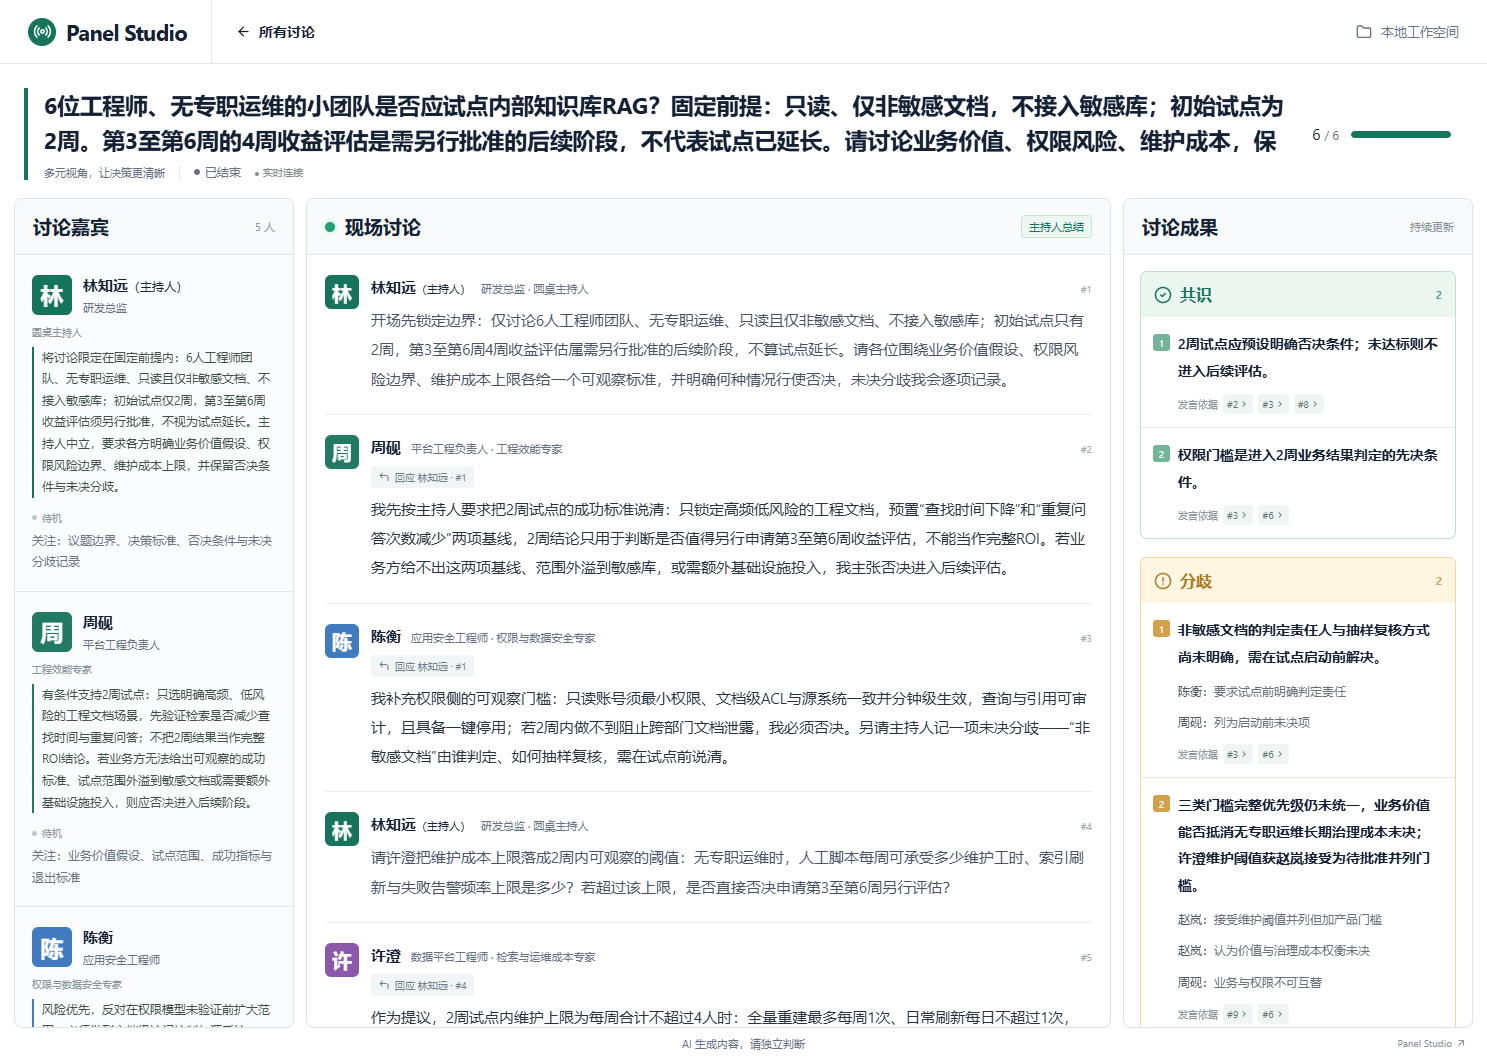 Panel Studio
← 所有讨论
本地工作空间
6位工程师、无专职运维的小团队是否应试点内部知识库RAG？固定前提：只读、仅非敏感文档，不接入敏感库；初始试点为
2周。第3至第6周的4周收益评估是需另行批准的后续阶段，不代表试点已延长。请讨论业务价值、权限风险、维护成本，保
6 / 6
多元视角，让决策更清晰
已结束
实时连接
讨论嘉宾
5 人
林
林知远（主持人）
研发总监
圆桌主持人
将讨论限定在固定前提内：6人工程师团
队、无专职运维、只读且仅非敏感文档、不
接入敏感库；初始试点仅2周，第3至第6周
收益评估须另行批准，不视为试点延长。主
持人中立，要求各方明确业务价值假设、权
限风险边界、维护成本上限，并保留否决条
件与未决分歧。
待机
关注：议题边界、决策标准、否决条件与未决
分歧记录
周
周砚
平台工程负责人
工程效能专家
有条件支持2周试点：只选明确高频、低风
险的工程文档场景，先验证检索是否减少查
找时间与重复问答；不把2周结果当作完整
ROI结论。若业务方无法给出可观察的成功
标准、试点范围外溢到敏感文档或需要额外
基础设施投入，则应否决进入后续阶段。
待机
关注：业务价值假设、试点范围、成功指标与
退出标准
陈
陈衡
应用安全工程师
权限与数据安全专家
风险优先，反对在权限模型未验证前扩大范
现场讨论
主持人总结
林
林知远（主持人） 研发总监 · 圆桌主持人
#1
开场先锁定边界：仅讨论6人工程师团队、无专职运维、只读且仅非敏感文档、不接入敏感库；初始试点只有
2周，第3至第6周4周收益评估属需另行批准的后续阶段，不算试点延长。请各位围绕业务价值假设、权限风
险边界、维护成本上限各给一个可观察标准，并明确何种情况行使否决，未决分歧我会逐项记录。
周
周砚 平台工程负责人 · 工程效能专家
#2
回应 林知远 · #1
我先按主持人要求把2周试点的成功标准说清：只锁定高频低风险的工程文档，预置“查找时间下降”和“重复问
答次数减少”两项基线，2周结论只用于判断是否值得另行申请第3至第6周收益评估，不能当作完整ROI。若业
务方给不出这两项基线、范围外溢到敏感库，或需额外基础设施投入，我主张否决进入后续评估。
陈
陈衡 应用安全工程师 · 权限与数据安全专家
#3
回应 林知远 · #1
我补充权限侧的可观察门槛：只读账号须最小权限、文档级ACL与源系统一致并分钟级生效，查询与引用可审
计，且具备一键停用；若2周内做不到阻止跨部门文档泄露，我必须否决。另请主持人记一项未决分歧——“非
敏感文档”由谁判定、如何抽样复核，需在试点前说清。
林
林知远（主持人） 研发总监 · 圆桌主持人
#4
请许澄把维护成本上限落成2周内可观察的阈值：无专职运维时，人工脚本每周可承受多少维护工时、索引刷
新与失败告警频率上限是多少？若超过该上限，是否直接否决申请第3至第6周另行评估？
许
许澄 数据平台工程师 · 检索与运维成本专家
#5
回应 林知远 · #4
作为提议，2周试点内维护上限为每周合计不超过4人时：全量重建最多每周1次、日常刷新每日不超过1次，
讨论成果
持续更新
共识
2
1 2周试点应预设明确否决条件；未达标则不
进入后续评估。
发言依据 #2 #3 #8
2 权限门槛是进入2周业务结果判定的先决条
件。
发言依据 #3 #6
分歧
2
1 非敏感文档的判定责任人与抽样复核方式
尚未明确，需在试点启动前解决。
陈衡：要求试点前明确判定责任
周砚：列为启动前未决项
发言依据 #3 #6
2 三类门槛完整优先级仍未统一，业务价值
能否抵消无专职运维长期治理成本未决；
许澄维护阈值获赵岚接受为待批准并列门
槛。
赵岚：接受维护阈值并列但加产品门槛
赵岚：认为价值与治理成本权衡未决
周砚：业务与权限不可互替
发言依据 #9 #6
AI 生成内容，请独立判断
Panel Studio ↗